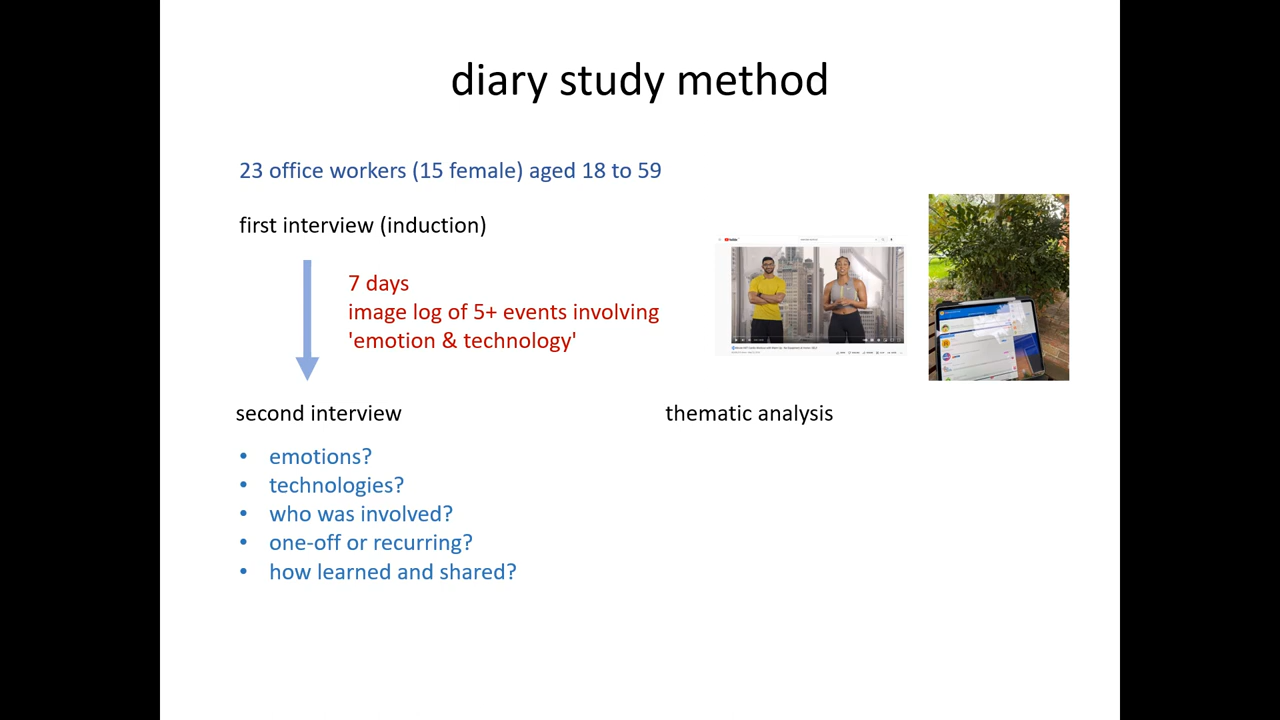 diary study method
23 office workers (15 female) aged 18 to 59
first interview (induction)
7 days
image log of 5+ events involving
'emotion & technology'
second interview
• emotions?
• technologies?
• who was involved?
• one-off or recurring?
• how learned and shared?
thematic analysis